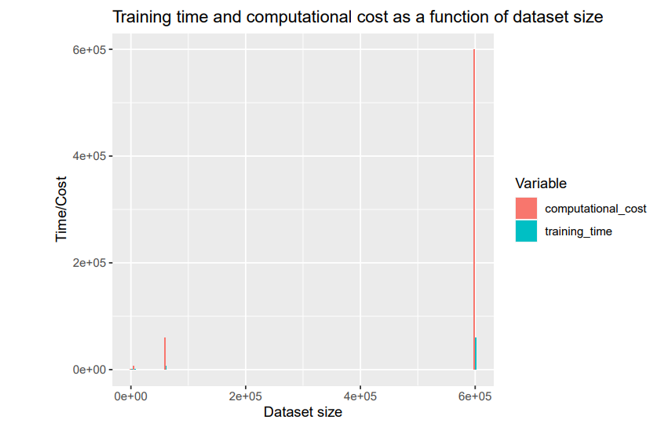 Training time and computational cost as a function of dataset size
6e+05
4e+05
2e+05
0e+00
Time/Cost
0e+00 2e+05 4e+05 6e+05
Dataset size
Variable
computational_cost
training_time